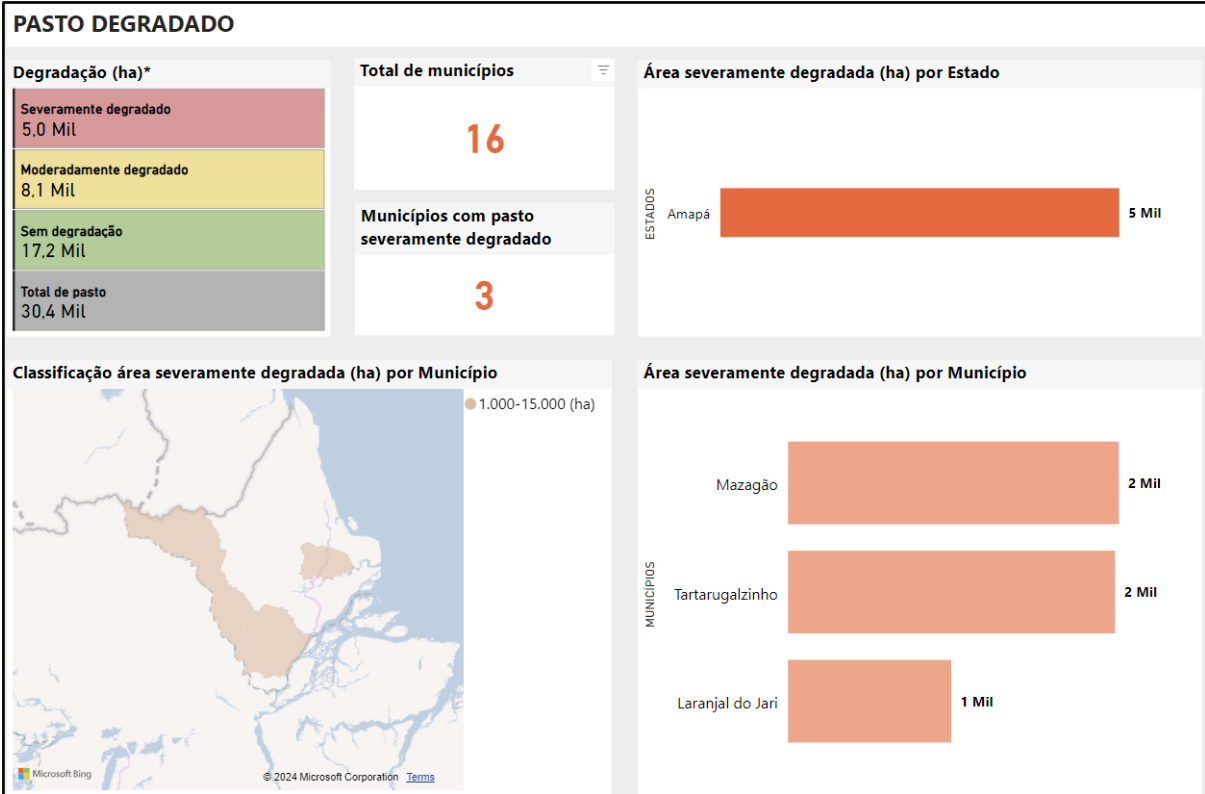 PASTO DEGRADADO
Degradação (ha)*
Severamente degradado
5,0 Mil
Moderadamente degradado
8,1 Mil
Sem degradação
17,2 Mil
Total de pasto
30,4 Mil
Total de municípios
16
Municípios com pasto
severamente degradado
3
Área severamente degradada (ha) por Estado
ESTADOS
Amapá
5 Mil
Classificação área severamente degradada (ha) por Município
1.000-15.000 (ha)
Microsoft Bing
© 2024 Microsoft Corporation Terms
Área severamente degradada (ha) por Município
MUNICÍPIOS
Mazagão
2 Mil
Tartarugalzinho
2 Mil
Laranjal do Jari
1 Mil